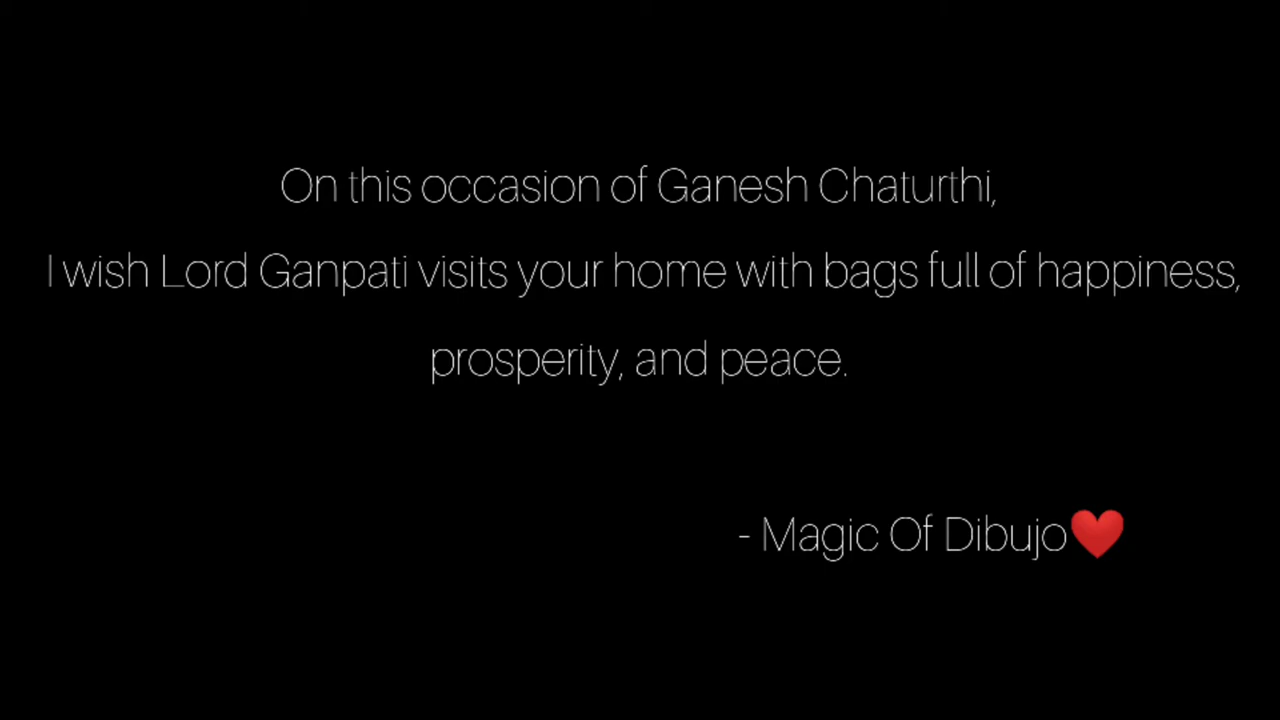 On this occasion of Ganesh Chaturthi,
I wish Lord Ganpati visits your home with bags full of happiness,
prosperity, and peace.
- Magic Of Dibujo❤️